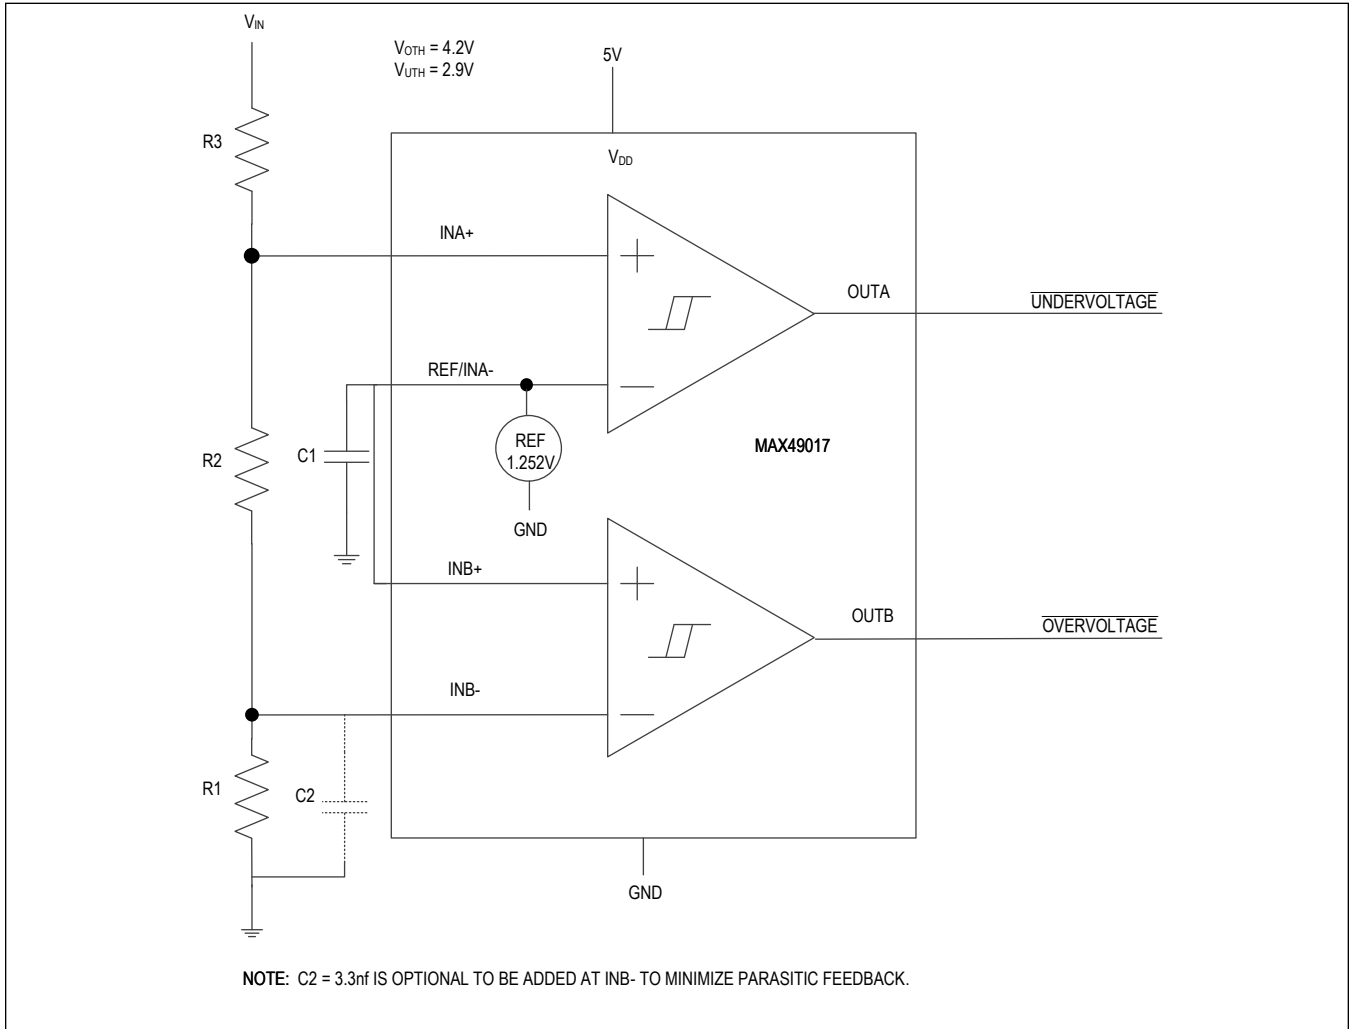 VIN
VOTH = 4.2V
VUTH = 2.9V
5V
R3
VDD
INA+
OUTA
UNDERVOLTAGE
REF/INA-
R2
C1
REF
1.252V
MAX49017
GND
INB+
OUTB
OVERVOLTAGE
INB-
R1
C2
GND
NOTE: C2 = 3.3nf IS OPTIONAL TO BE ADDED AT INB- TO MINIMIZE PARASITIC FEEDBACK.